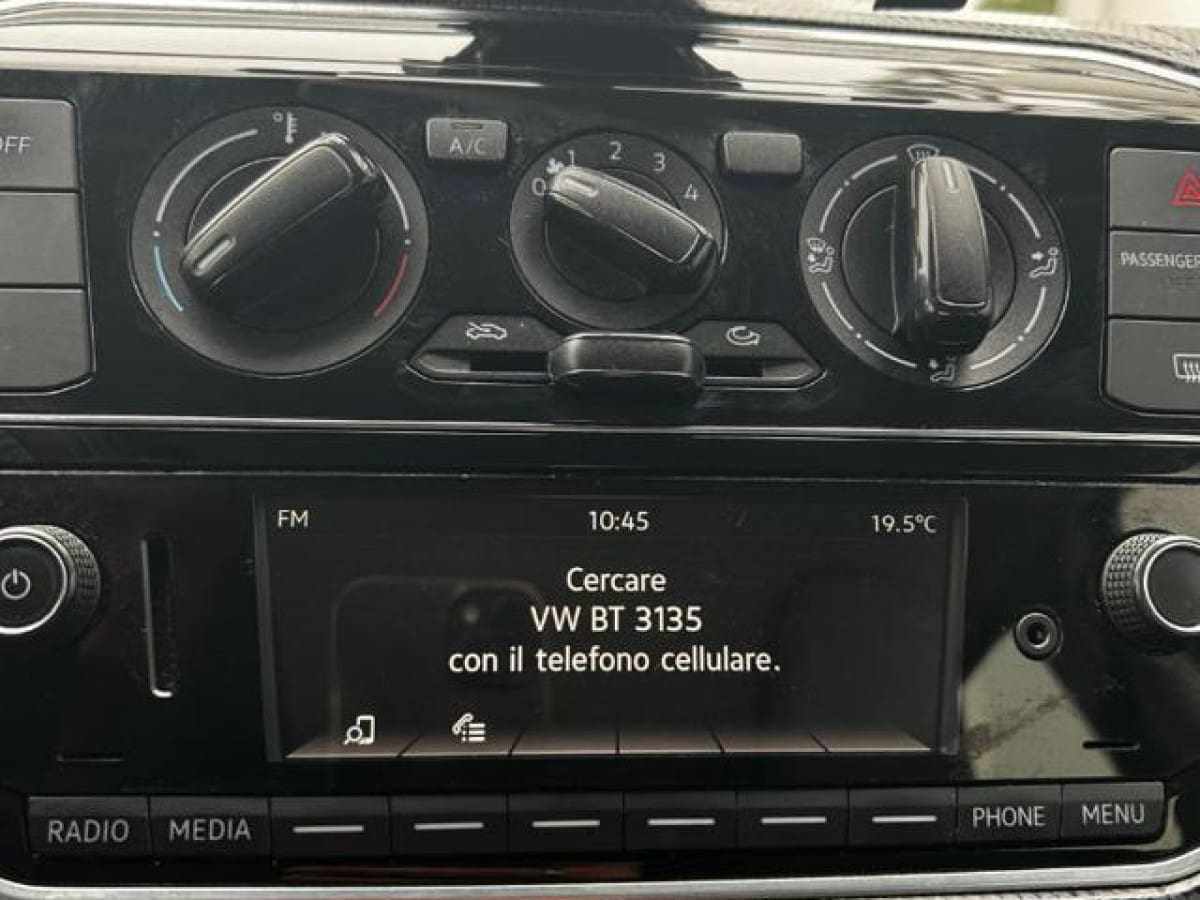 OFF
A/C
0 1 2 3 4
PASSENGER
OFF
FM 10:45 19.5°C
Cercare
VW BT 3135
con il telefono cellulare.
RADIO MEDIA PHONE MENU